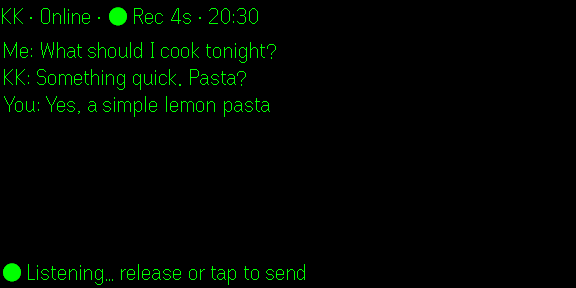 KK · Online · ● Rec 4s · 20:30
Me: What should I cook tonight?
KK: Something quick. Pasta?
You: Yes, a simple lemon pasta
● Listening… release or tap to send